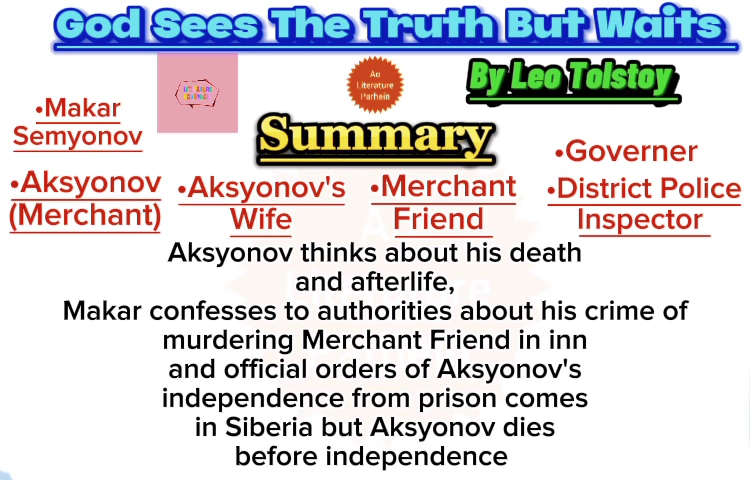 God Sees The Truth But Waits
By Leo Tolstoy
An
Literature
Parhein
Summary
•Makar
Semyonov
•Aksyonov
(Merchant)
•Aksyonov's
Wife
•Merchant
Friend
•Governer
•District Police
Inspector
Aksyonov thinks about his death
and afterlife,
Makar confesses to authorities about his crime of
murdering Merchant Friend in inn
and official orders of Aksyonov's
independence from prison comes
in Siberia but Aksyonov dies
before independence